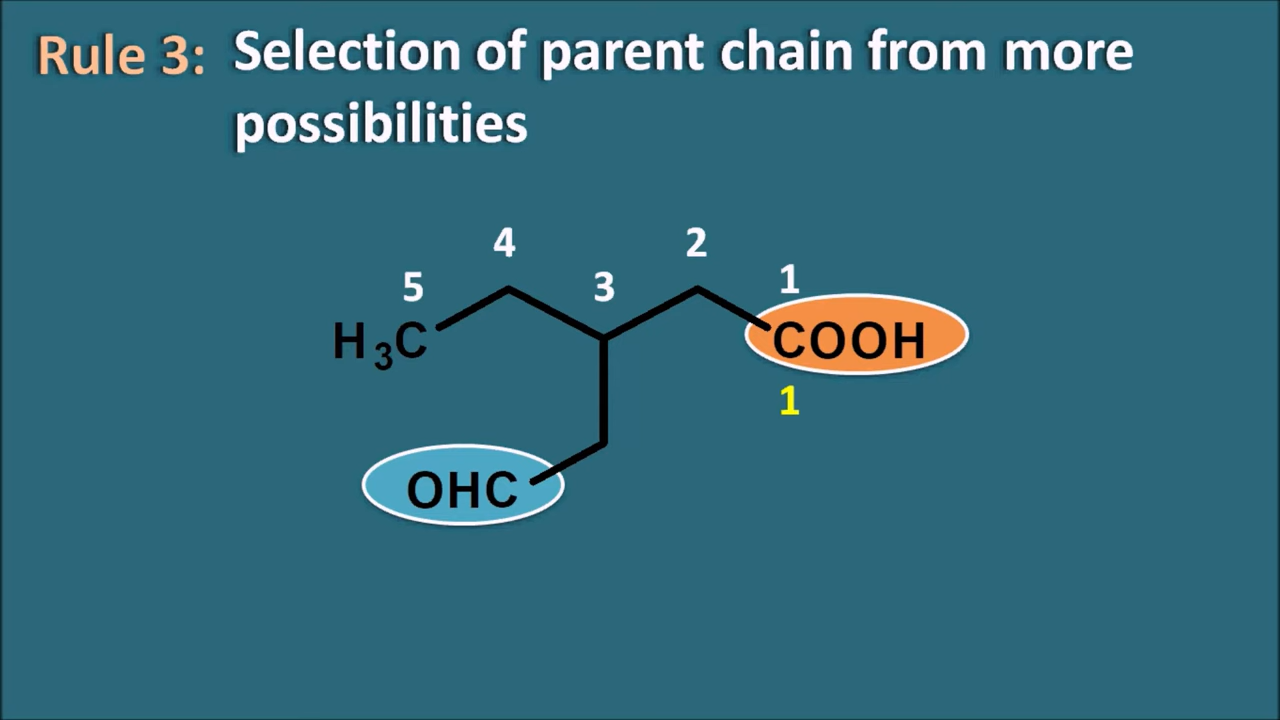 Rule 3: Selection of parent chain from more
possibilities
4 2
5 3 1
H3C COOH
1
OHC